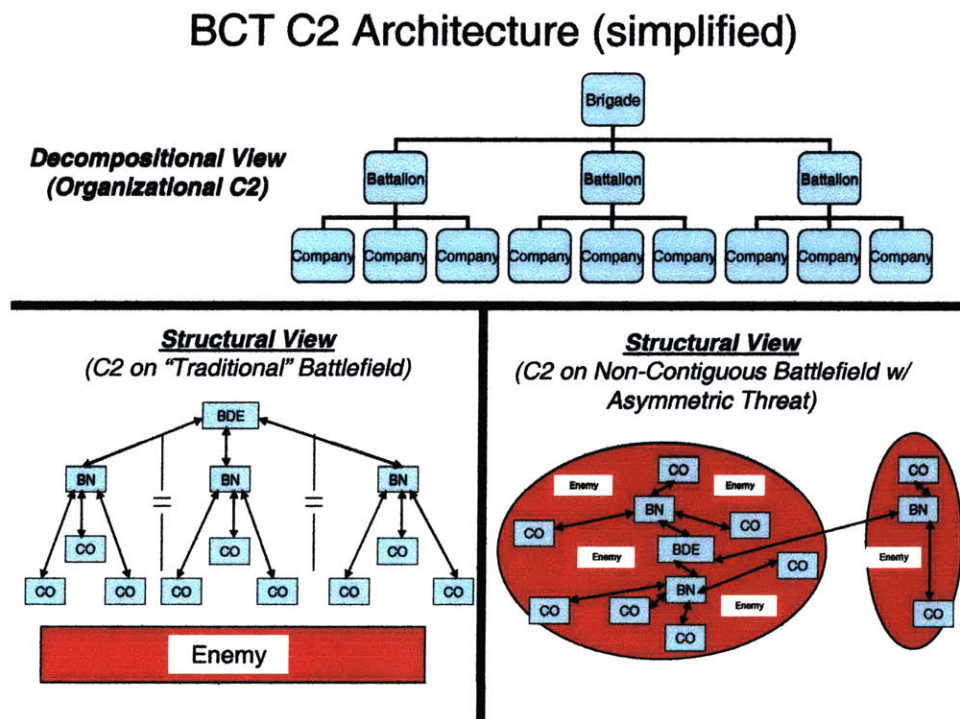 BCT C2 Architecture (simplified)
Brigade
Decompositional View
(Organizational C2)
Battalion Battalion Battalion
Company Company Company Company Company Company Company Company Company
Structural View
(C2 on "Traditional" Battlefield)
BDE
BN = BN = BN
CO CO CO
CO CO CO CO CO CO
Enemy
Structural View
(C2 on Non-Contiguous Battlefield w/
Asymmetric Threat)
CO CO
Enemy Enemy
BN BN
CO CO
BDE
Enemy Enemy
CO
BN
CO CO Enemy
CO CO